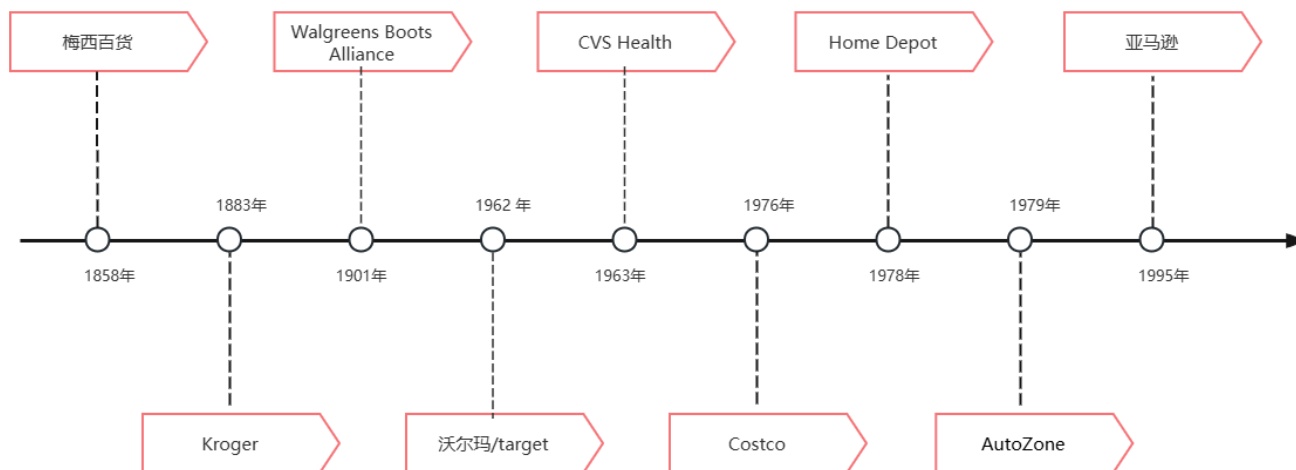 梅西百货
Walgreens Boots
Alliance
CVS Health
Home Depot
亚马逊
1883年
1962 年
1976年
1979年
1858年
1901年
1963年
1978年
1995年
Kroger
沃尔玛/target
Costco
AutoZone